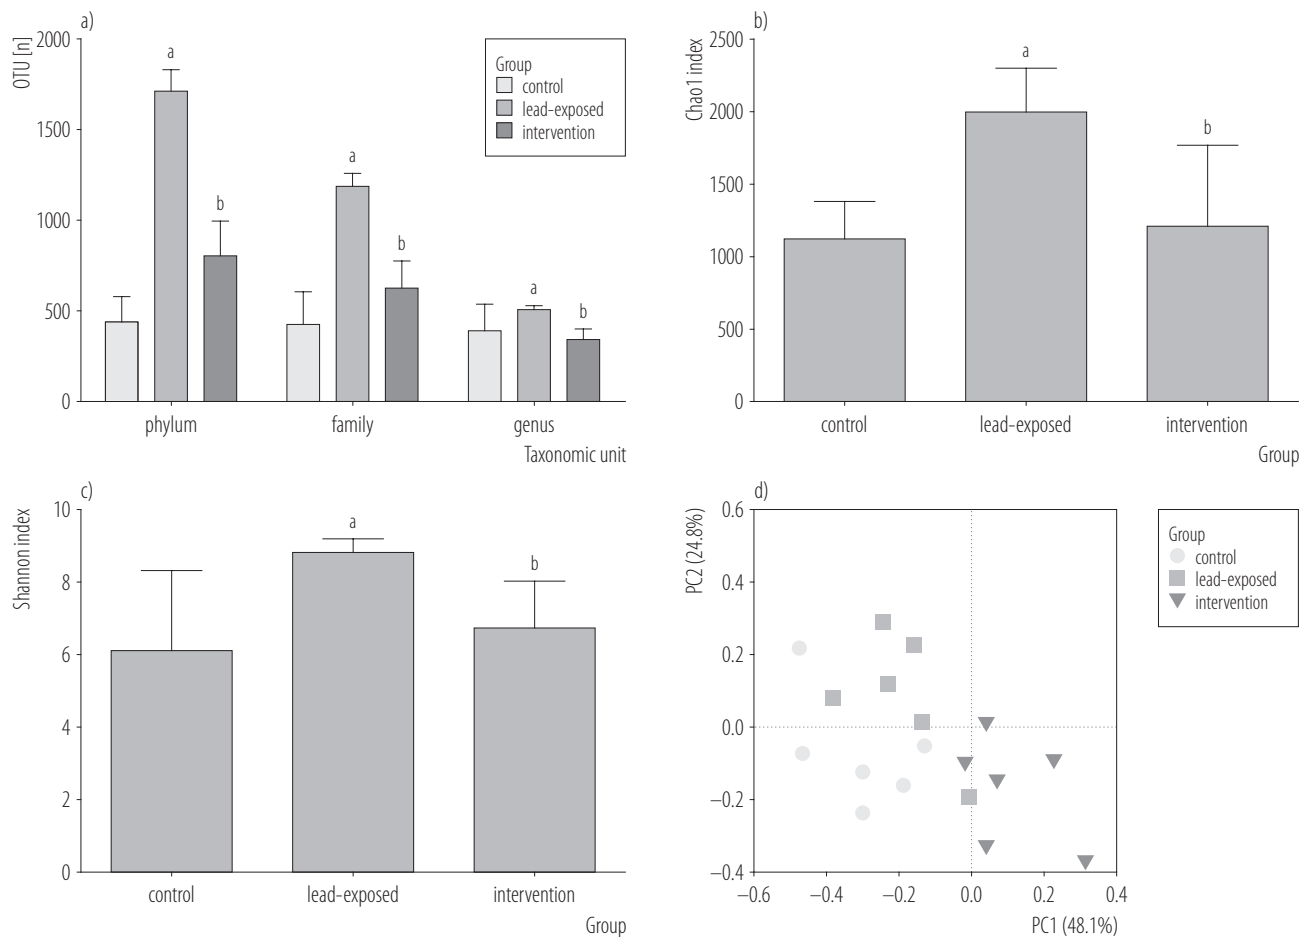 a)
OTU [n]
2000
1500
1000
500
0
a
b
a
b
a
b
Group
control
lead-exposed
intervention
phylum family genus
Taxonomic unit
b)
Chao1 index
2500
2000
1500
1000
500
0
a
b
control lead-exposed intervention
Group
c)
Shannon index
10
8
6
4
2
0
a
b
control lead-exposed intervention
Group
d)
PC2 (24.8%)
0.6
0.4
0.2
0.0
−0.2
−0.4
−0.6 −0.4 −0.2 0.0 0.2 0.4
PC1 (48.1%)
Group
control
lead-exposed
intervention